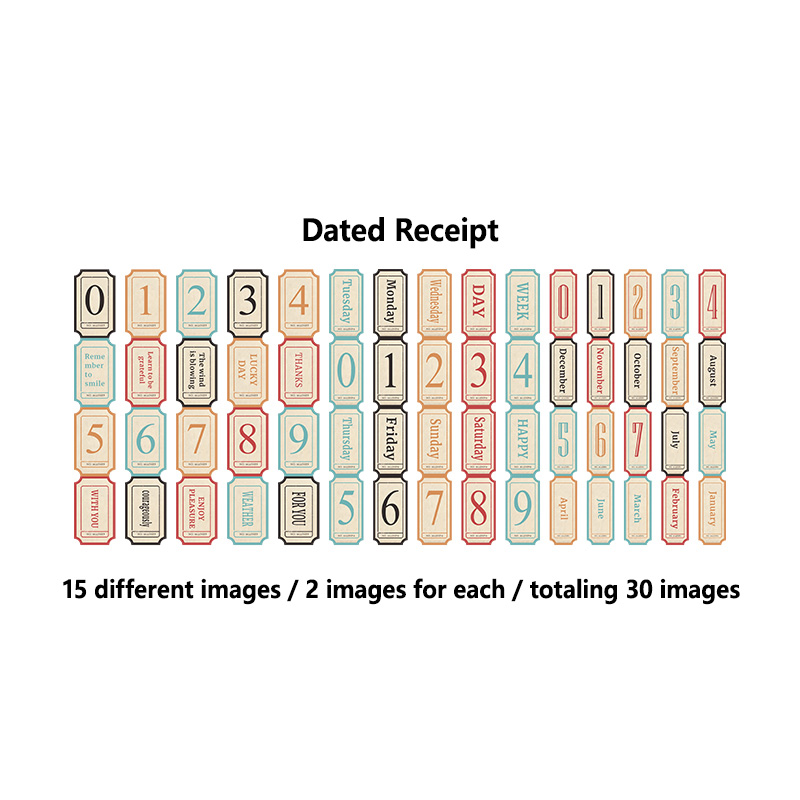 Dated Receipt
0
1
2
3
4
Tuesday
Monday
Wednesday
DAY
WEEK
0
1
2
3
4
Reme
mber
to
smile
Learn to be
grateful
The wind
is blowing
LUCKY
DAY
THANKS
0
1
2
3
4
December
November
October
September
August
5
6
7
8
9
Thursday
Friday
Sunday
Saturday
HAPPY
5
6
7
July
May
WITH YOU
courageously
ENJOY
PLEASURE
WEATHER
FOR YOU
5
6
7
8
9
April
June
March
February
January
15 different images / 2 images for each / totaling 30 images